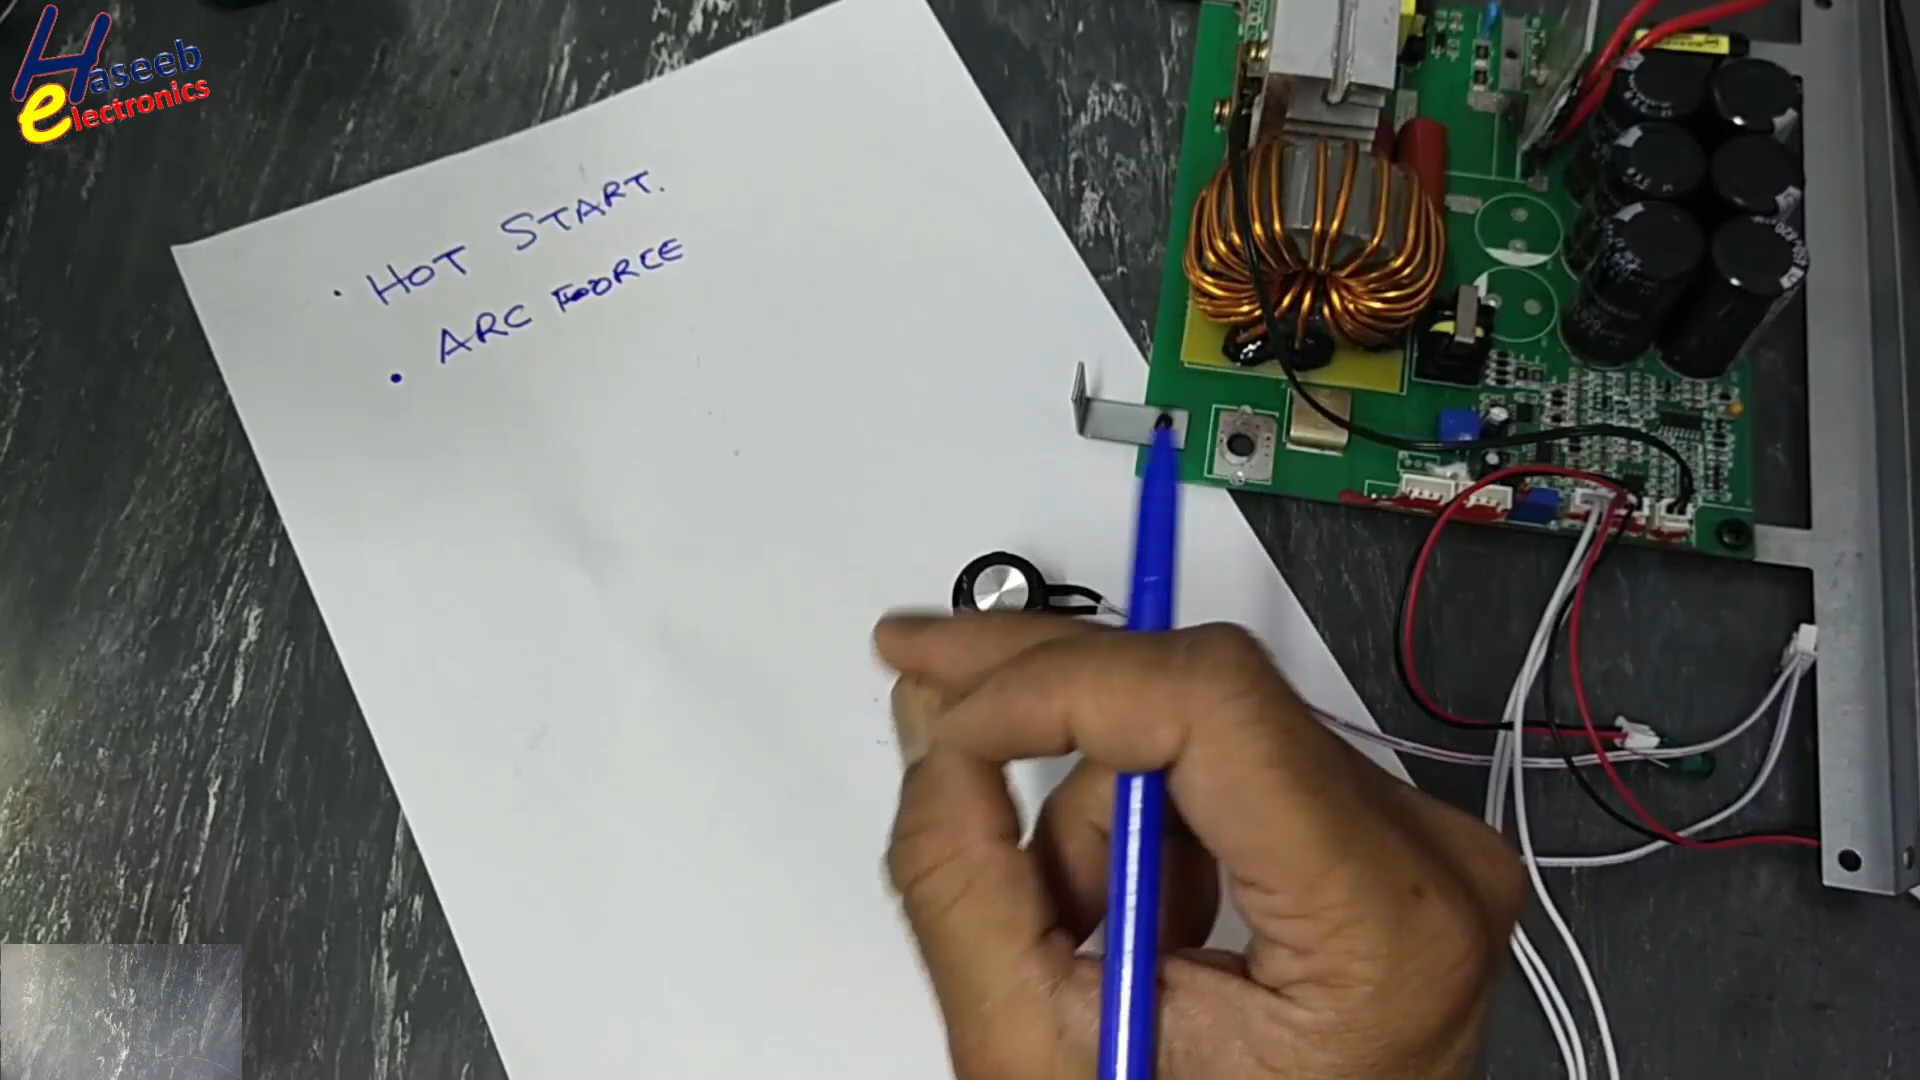 Haseeb
electronics
• HOT START.
• ARC FORCE